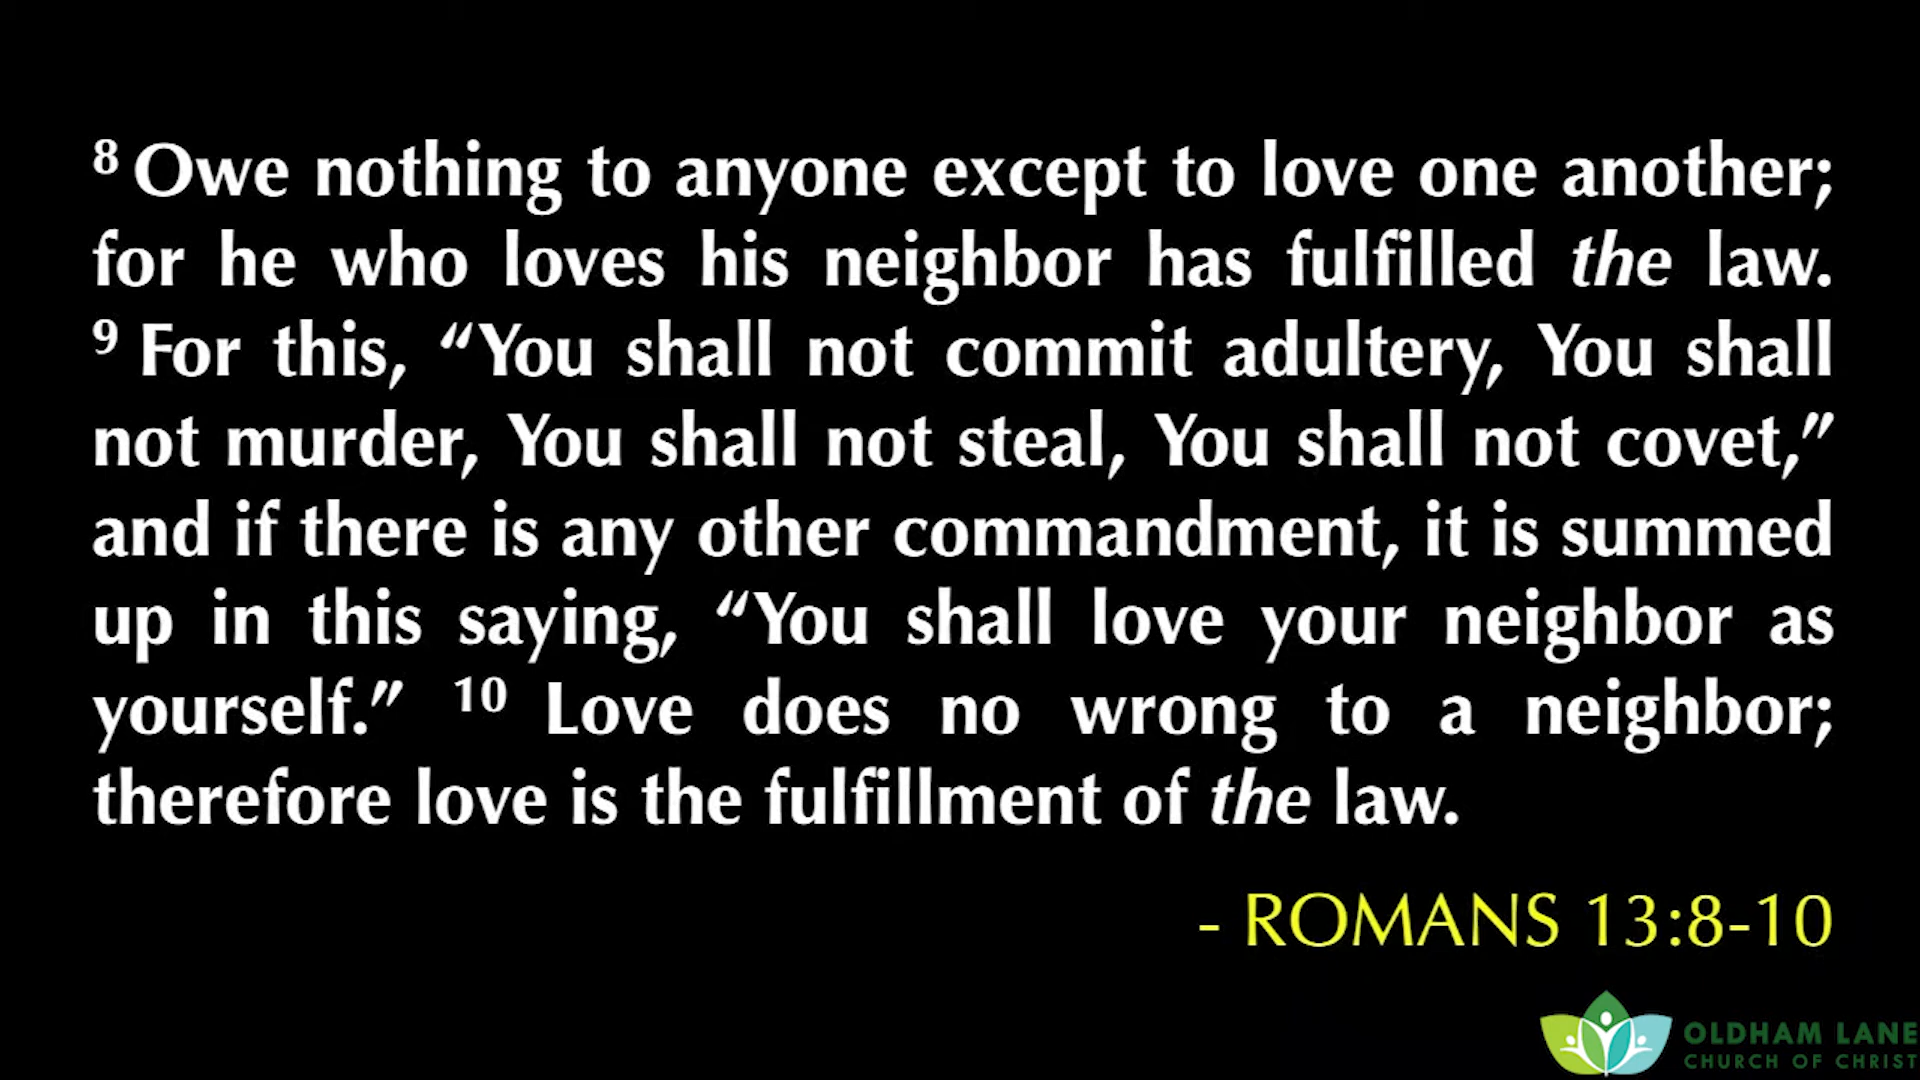 8 Owe nothing to anyone except to love one another;
for he who loves his neighbor has fulfilled the law.
9 For this, “You shall not commit adultery, You shall
not murder, You shall not steal, You shall not covet,”
and if there is any other commandment, it is summed
up in this saying, “You shall love your neighbor as
yourself.” 10 Love does no wrong to a neighbor;
therefore love is the fulfillment of the law.
- ROMANS 13:8-10
OLDHAM LANE
CHURCH OF CHRIST